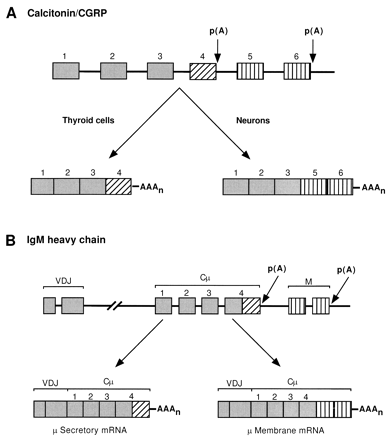 A Calcitonin/CGRP
p(A) p(A)
1 2 3 4 5 6
Thyroid cells Neurons
1 2 3 4 1 2 3 5 6
AAAn AAAn
B IgM heavy chain
Cμ p(A) p(A)
VDJ 1 2 3 4 M
VDJ Cμ VDJ Cμ
1 2 3 4 1 2 3 4
AAAn AAAn
μ Secretory mRNA μ Membrane mRNA